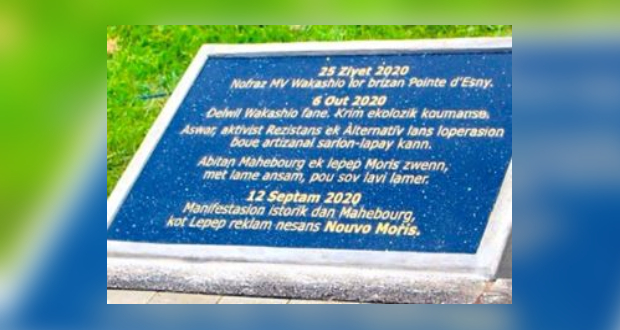 25 Ziyet 2020
Nofraz MV Wakashio lor brizan Pointe d'Esny.
6 Out 2020
Delwil Wakashio fane. Krim ekolozik koumanse.
Aswar, aktivist Rezistans ek Alternativ lans loperasion
boue artizanal sarlon-lapay kann.
Abitan Mahebourg ek lepep Moris zwenn,
met lame ansam, pou sov lavi lamer.
12 Septam 2020
Manifestasion istorik dan Mahebourg,
kot Lepep reklam nesans Nouvo Moris.